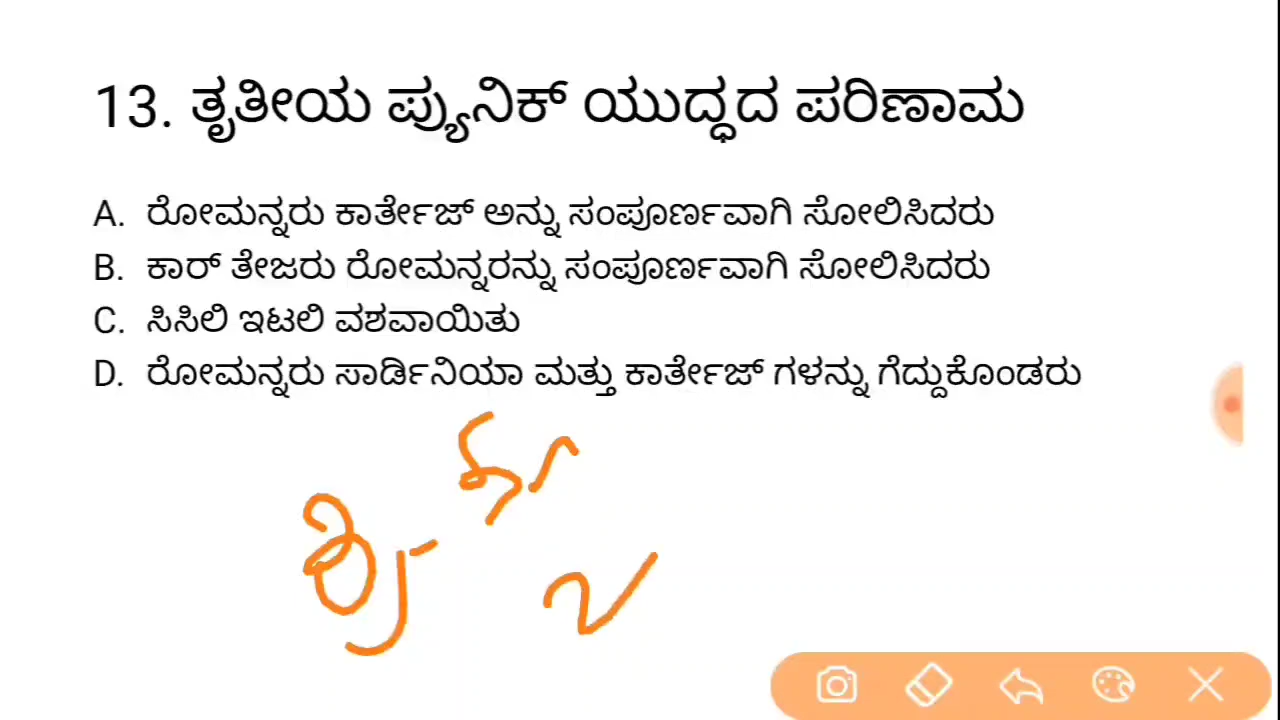 13. ತೃತೀಯ ಪ್ಯುನಿಕ್ ಯುದ್ಧದ ಪರಿಣಾಮ
A. ರೋಮನ್ನರು ಕಾರ್ತೇಜ್ ಅನ್ನು ಸಂಪೂರ್ಣವಾಗಿ ಸೋಲಿಸಿದರು
B. ಕಾರ್ ತೇಜರು ರೋಮನ್ನರನ್ನು ಸಂಪೂರ್ಣವಾಗಿ ಸೋಲಿಸಿದರು
C. ಸಿಸಿಲಿ ಇಟಲಿ ವಶವಾಯಿತು
D. ರೋಮನ್ನರು ಸಾರ್ಡಿನಿಯಾ ಮತ್ತು ಕಾರ್ತೇಜ್ ಗಳನ್ನು ಗೆದ್ದುಕೊಂಡರು